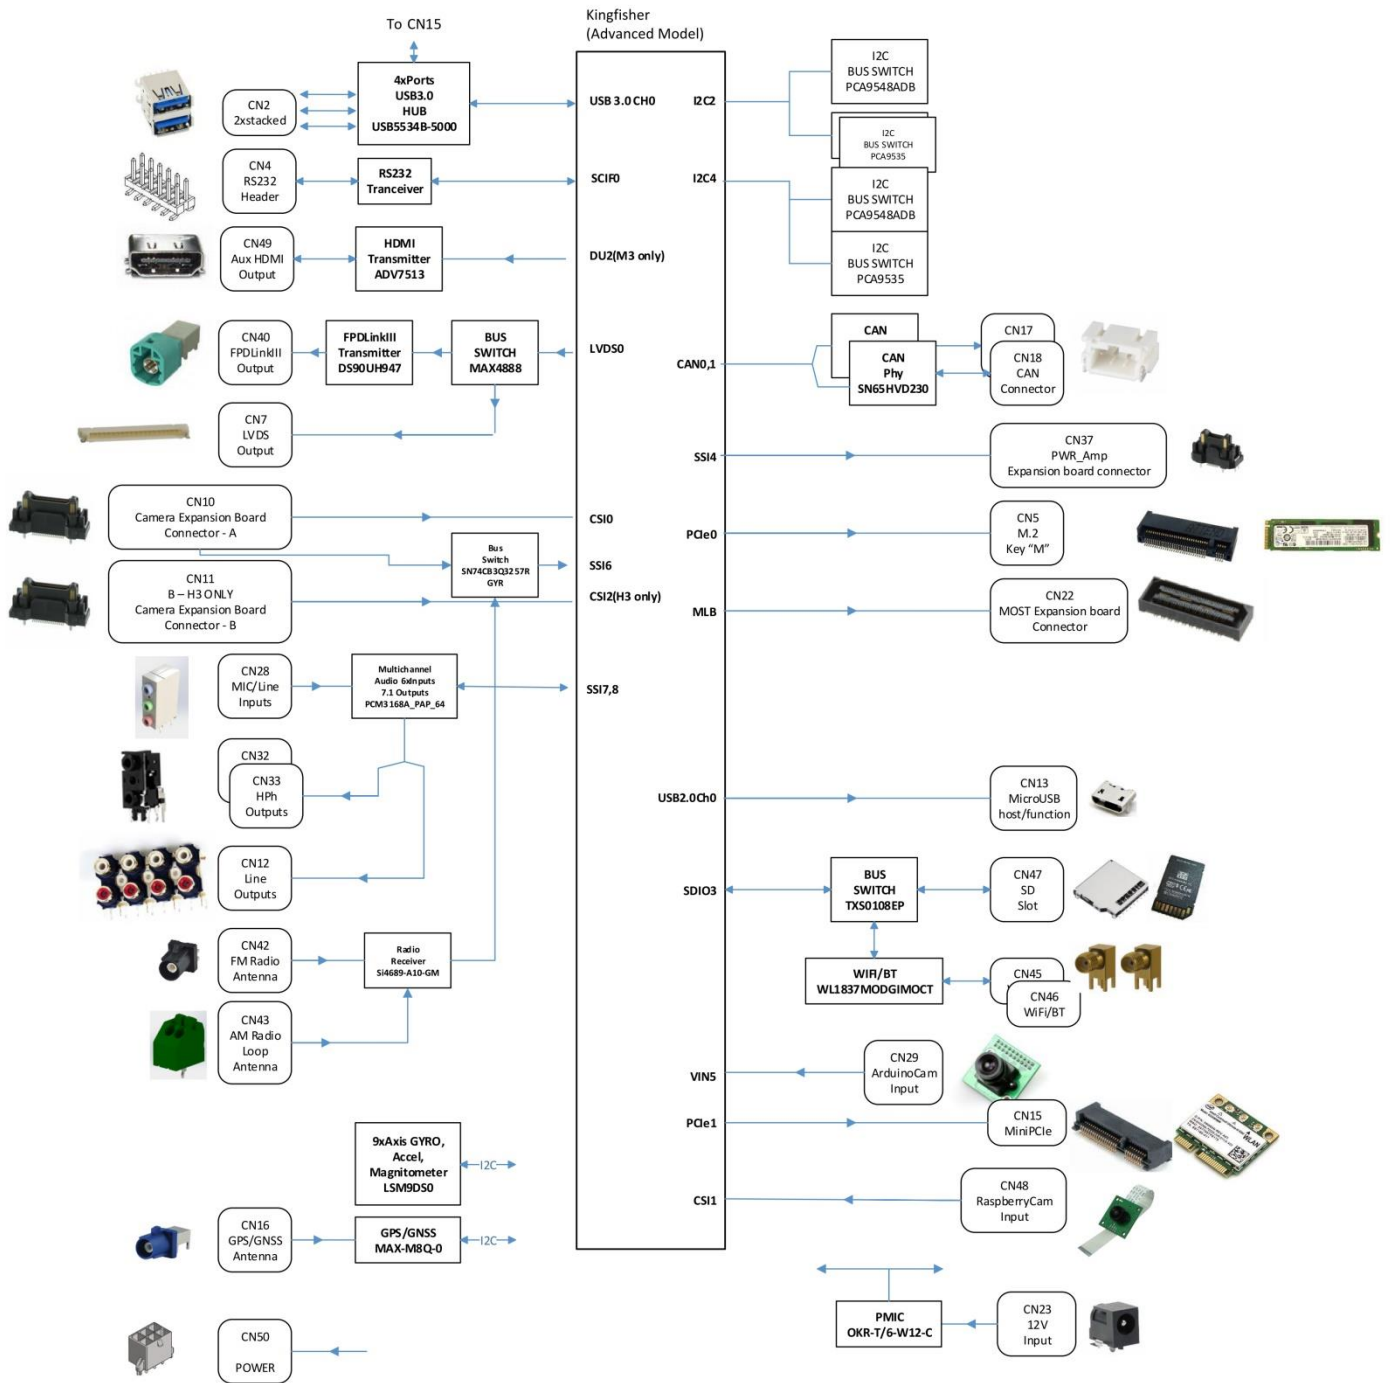 To CN15
Kingfisher
(Advanced Model)
CN2
2xstacked
4xPorts
USB3.0
HUB
USB5534B-5000
USB 3.0 CH0
CN4
RS232
Header
RS232
Tranceiver
SCIF0
CN49
Aux HDMI
Output
HDMI
Transmitter
ADV7513
DU2(M3 only)
CN40
FPDLinkIII
Output
FPDLinkIII
Transmitter
DS90UH947
BUS
SWITCH
MAX4888
LVDS0
CN7
LVDS
Output
CN10
Camera Expansion Board
Connector - A
CSI0
Bus
Switch
SN74CB3Q3257R
GYR
SSI6
CN11
B – H3 ONLY
Camera Expansion Board
Connector - B
CSI2(H3 only)
CN28
MIC/Line
Inputs
Multichannel
Audio 6xInputs
7.1 Outputs
PCM3168A_PAP_64
SSI7,8
CN32
CN33
HPh
Outputs
CN12
Line
Outputs
CN42
FM Radio
Antenna
Radio
Receiver
Si4689-A10-GM
CN43
AM Radio
Loop
Antenna
9xAxis GYRO,
Accel,
Magnitometer
LSM9DS0
I2C
CN16
GPS/GNSS
Antenna
GPS/GNSS
MAX-M8Q-0
I2C
CN50
POWER
I2C2
I2C
BUS SWITCH
PCA9548ADB
I2C
BUS SWITCH
PCA9535
I2C4
I2C
BUS SWITCH
PCA9548ADB
I2C
BUS SWITCH
PCA9535
CAN0,1
CAN
CAN
Phy
SN65HVD230
CN17
CN18
CAN
Connector
SSI4
CN37
PWR_Amp
Expansion board connector
PCIe0
CN5
M.2
Key “M”
MLB
CN22
MOST Expansion board
Connector
USB2.0Ch0
CN13
MicroUSB
host/function
SDIO3
BUS
SWITCH
TXS0108EP
CN47
SD
Slot
WIFI/BT
WL1837MODGIMOCT
CN45
CN46
WiFi/BT
VIN5
CN29
ArduinoCam
Input
PCIe1
CN15
MiniPCIe
WLAN
CSI1
CN48
RaspberryCam
Input
PMIC
OKR-T/6-W12-C
CN23
12V
Input